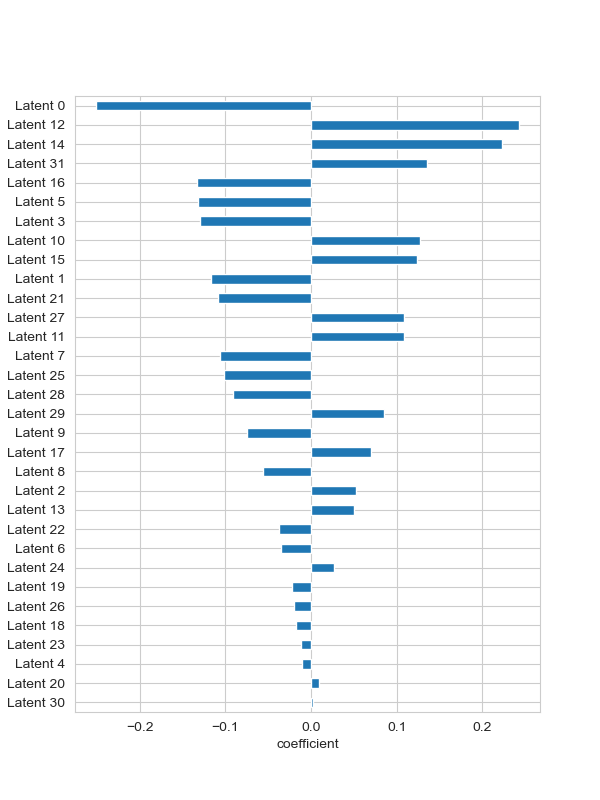 Latent 0
Latent 12
Latent 14
Latent 31
Latent 16
Latent 5
Latent 3
Latent 10
Latent 15
Latent 1
Latent 21
Latent 27
Latent 11
Latent 7
Latent 25
Latent 28
Latent 29
Latent 9
Latent 17
Latent 8
Latent 2
Latent 13
Latent 22
Latent 6
Latent 24
Latent 19
Latent 26
Latent 18
Latent 23
Latent 4
Latent 20
Latent 30
−0.2 −0.1 0.0 0.1 0.2
coefficient